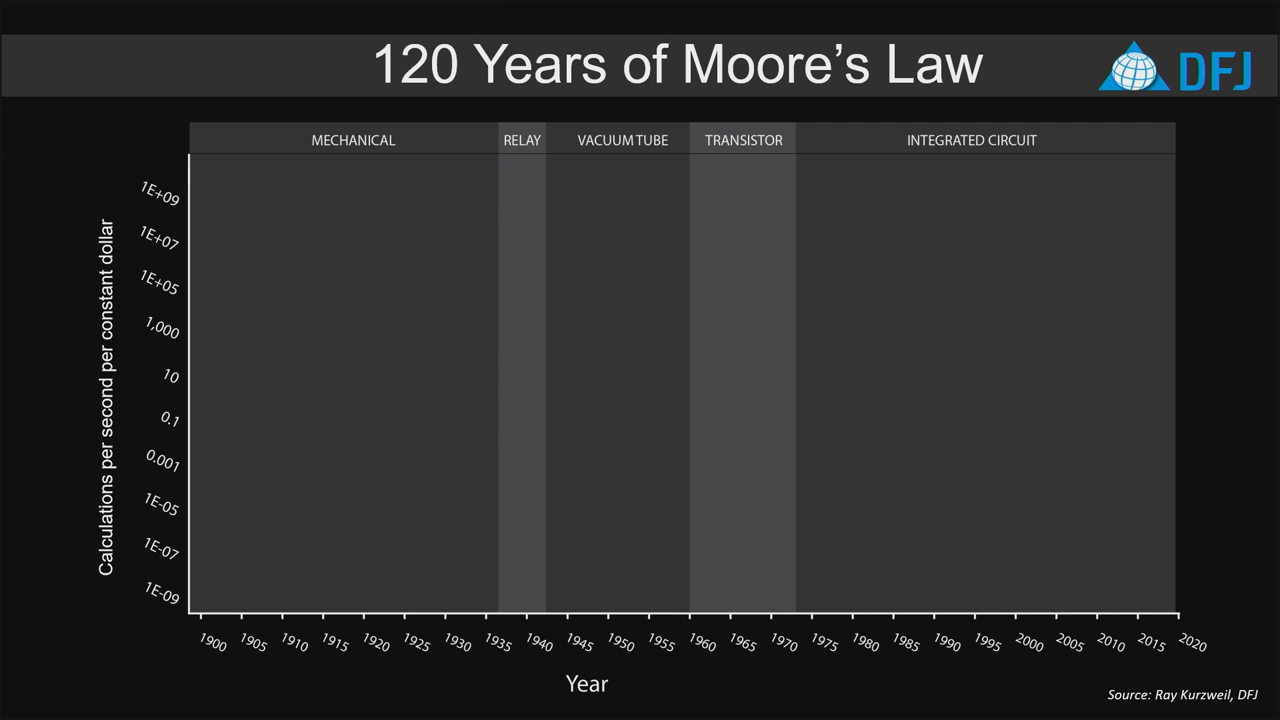 120 Years of Moore’s Law
DFJ
MECHANICAL
RELAY
VACUUM TUBE
TRANSISTOR
INTEGRATED CIRCUIT
Calculations per second per constant dollar
1E+09
1E+07
1E+05
1,000
10
0.1
0.001
1E-05
1E-07
1E-09
1900 1905 1910 1915 1920 1925 1930 1935 1940 1945 1950 1955 1960 1965 1970 1975 1980 1985 1990 1995 2000 2005 2010 2015 2020
Year
Source: Ray Kurzweil, DFJ